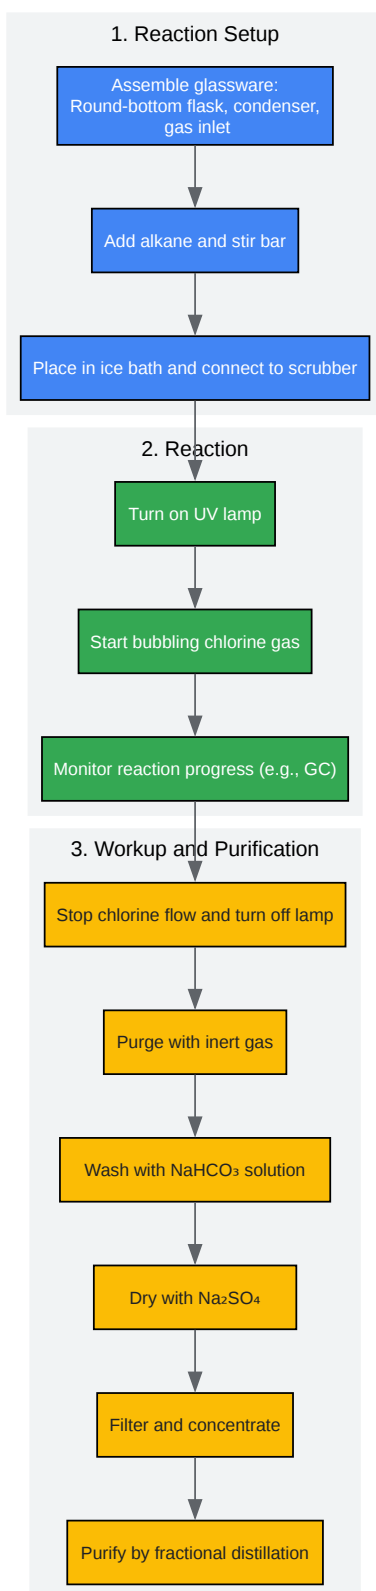 1. Reaction Setup
Assemble glassware:
Round-bottom flask, condenser,
gas inlet
Add alkane and stir bar
Place in ice bath and connect to scrubber
2. Reaction
Turn on UV lamp
Start bubbling chlorine gas
Monitor reaction progress (e.g., GC)
3. Workup and Purification
Stop chlorine flow and turn off lamp
Purge with inert gas
Wash with NaHCO₃ solution
Dry with Na₂SO₄
Filter and concentrate
Purify by fractional distillation